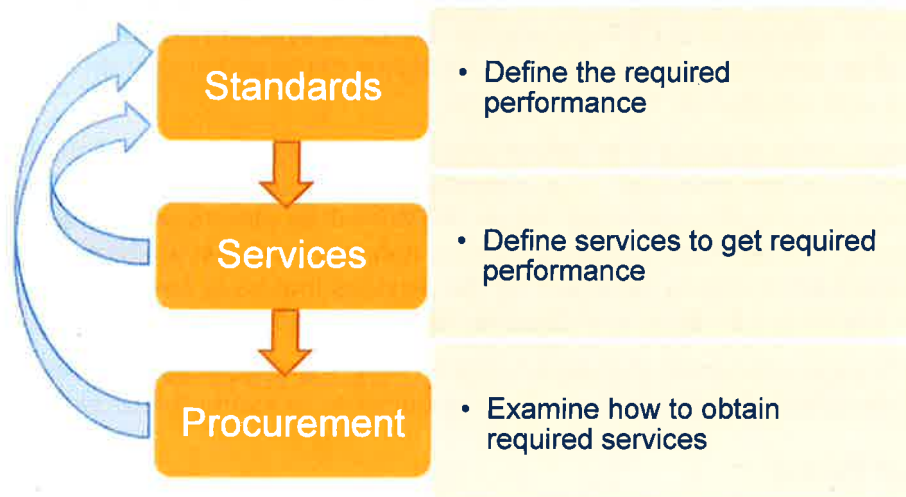 Standards
• Define the required
performance
Services
• Define services to get required
performance
Procurement
• Examine how to obtain
required services